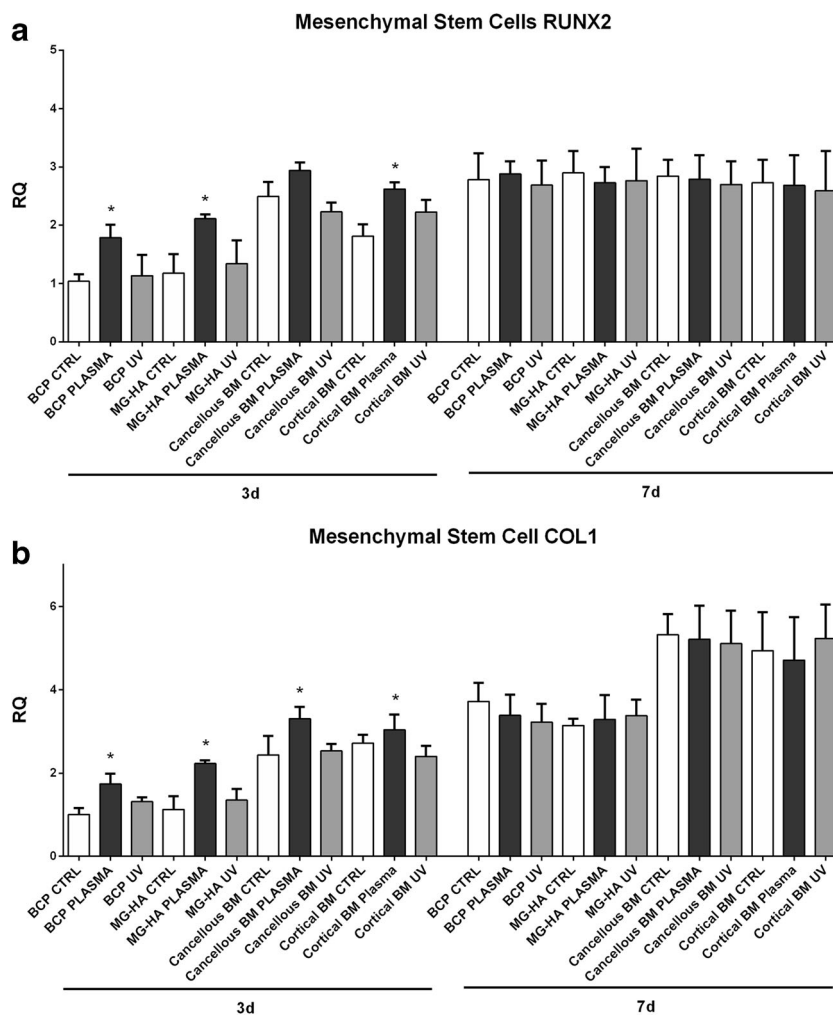 a
Mesenchymal Stem Cells RUNX2
5
4
3
2
1
0
RQ
* * *
BCP CTRL
BCP PLASMA
BCP UV
MG-HA CTRL
MG-HA PLASMA
MG-HA UV
Cancellous BM CTRL
Cancellous BM PLASMA
Cancellous BM UV
Cortical BM CTRL
Cortical BM Plasma
Cortical BM UV
BCP CTRL
BCP PLASMA
BCP UV
MG-HA CTRL
MG-HA PLASMA
MG-HA UV
Cancellous BM CTRL
Cancellous BM PLASMA
Cancellous BM UV
Cortical BM CTRL
Cortical BM Plasma
Cortical BM UV
3d 7d
b
Mesenchymal Stem Cell COL1
6
4
2
0
RQ
* * * *
BCP CTRL
BCP PLASMA
BCP UV
MG-HA CTRL
MG-HA PLASMA
MG-HA UV
Cancellous BM CTRL
Cancellous BM PLASMA
Cancellous BM UV
Cortical BM CTRL
Cortical BM Plasma
Cortical BM UV
BCP CTRL
BCP PLASMA
BCP UV
MG-HA CTRL
MG-HA PLASMA
MG-HA UV
Cancellous BM CTRL
Cancellous BM PLASMA
Cancellous BM UV
Cortical BM CTRL
Cortical BM Plasma
Cortical BM UV
3d 7d